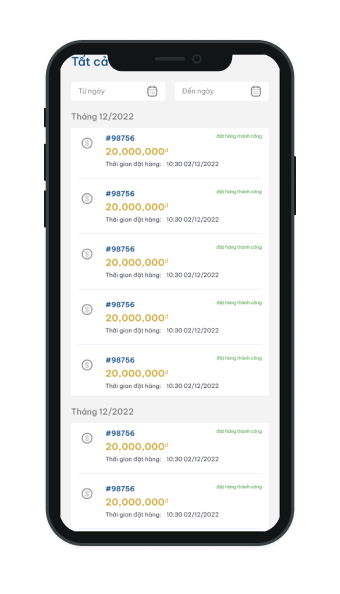 Tất cả
Từ ngày
Đến ngày
Tháng 12/2022
#98756
đặt hàng thành công
20,000,000đ
Thời gian đặt hàng: 10:30 02/12/2022
#98756
đặt hàng thành công
20,000,000đ
Thời gian đặt hàng: 10:30 02/12/2022
#98756
đặt hàng thành công
20,000,000đ
Thời gian đặt hàng: 10:30 02/12/2022
#98756
đặt hàng thành công
20,000,000đ
Thời gian đặt hàng: 10:30 02/12/2022
#98756
đặt hàng thành công
20,000,000đ
Thời gian đặt hàng: 10:30 02/12/2022
Tháng 12/2022
#98756
đặt hàng thành công
20,000,000đ
Thời gian đặt hàng: 10:30 02/12/2022
#98756
đặt hàng thành công
20,000,000đ
Thời gian đặt hàng: 10:30 02/12/2022